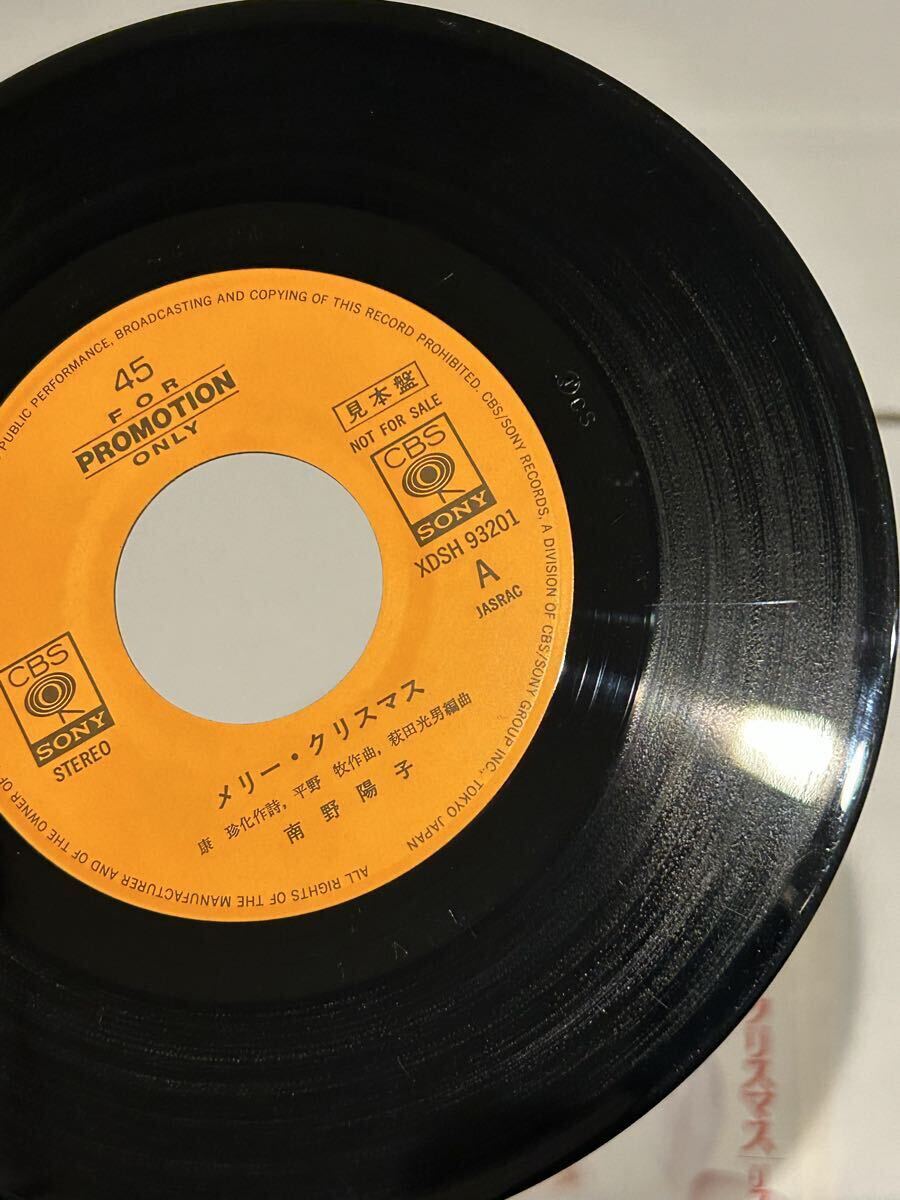 PUBLIC PERFORMANCE, BROADCASTING AND COPYING OF THIS RECORD PROHIBITED. CBS/SONY RECORDS, A DIVISION OF CBS/SONY GROUP INC., TOKYO JAPAN
45
FOR
PROMOTION
ONLY
見本盤
NOT FOR SALE
CBS
SONY
XDSH 93201
A
JASRAC
CBS
SONY
STEREO
メリー・クリスマス
康 珍化作詩, 平野 牧作曲, 萩田光男編曲
南野陽子
ALL RIGHTS OF THE MANUFACTURER AND OF THE OWNER OF
クリスマス